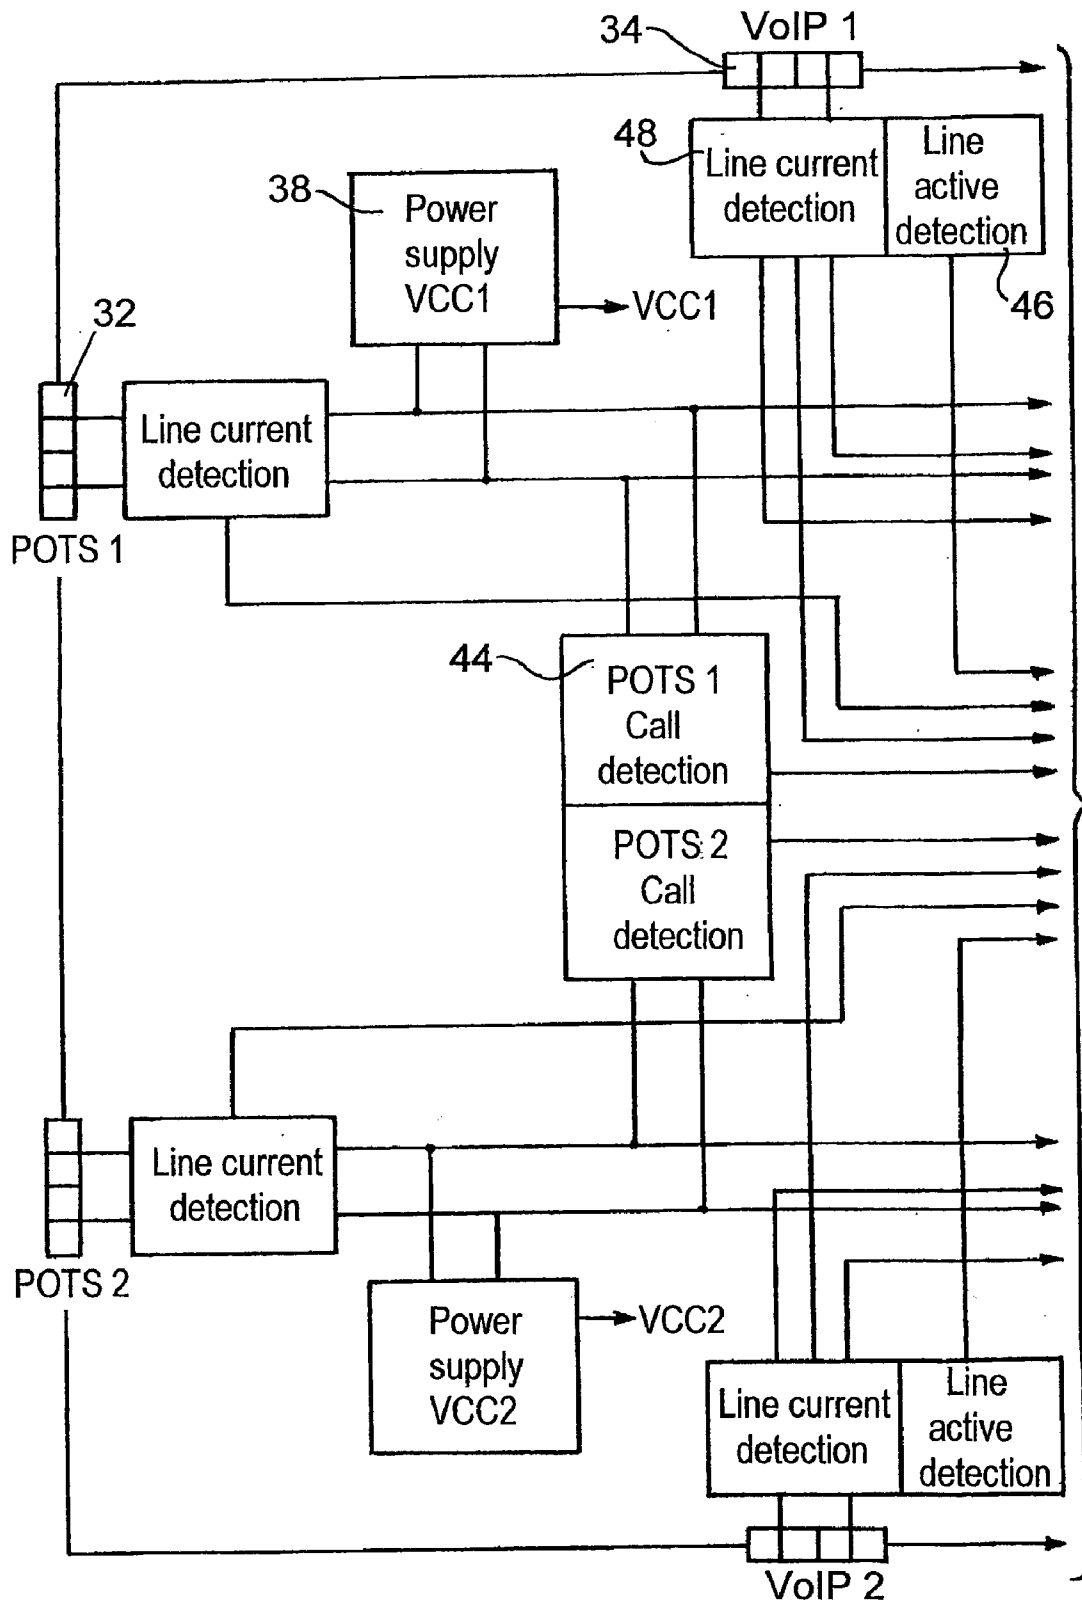 34
VoIP 1
48
Line current
detection
Line
active
detection
46
38
Power
supply
VCC1
VCC1
32
Line current
detection
POTS 1
44
POTS 1
Call
detection
POTS 2
Call
detection
Line current
detection
POTS 2
Power
supply
VCC2
VCC2
Line current
detection
Line
active
detection
VoIP 2